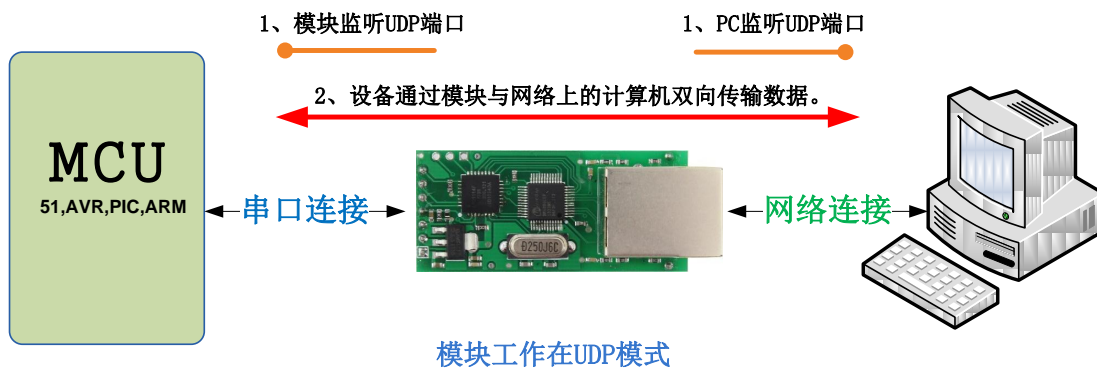 1、模块监听UDP端口
1、PC监听UDP端口
2、设备通过模块与网络上的计算机双向传输数据。
MCU
51,AVR,PIC,ARM
串口连接
网络连接
Ð250J6C
模块工作在UDP模式